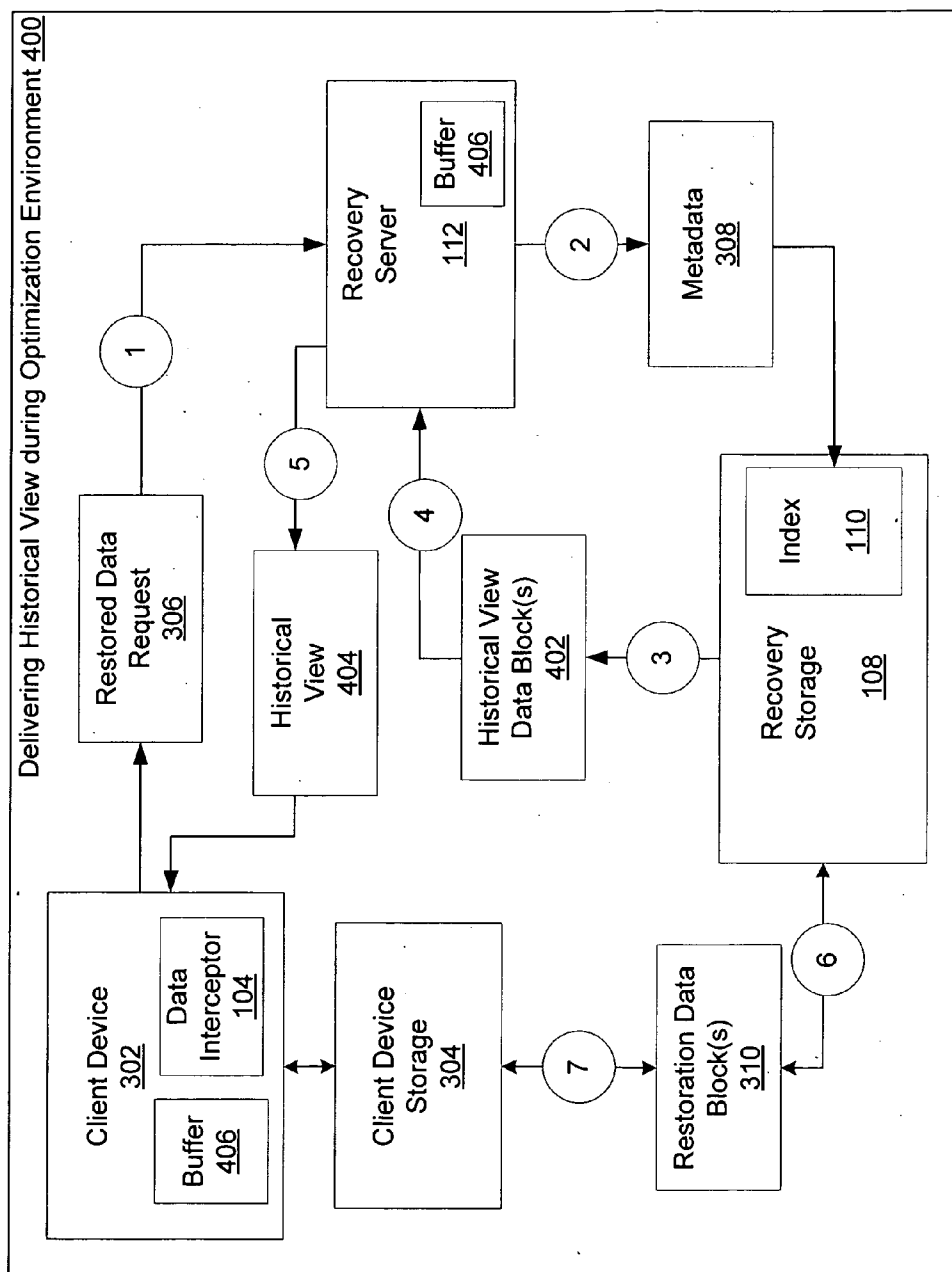 Delivering Historical View during Optimization Environment 400
Client Device
302
Buffer
406
Data
Interceptor
104
Restored Data
Request
306
1
Recovery
Server
112
Buffer
406
5
Historical
View
404
2
4
Client Device
Storage
304
Historical View
Data Block(s)
402
Metadata
308
3
7
Restoration Data
Block(s)
310
6
Recovery
Storage
108
Index
110